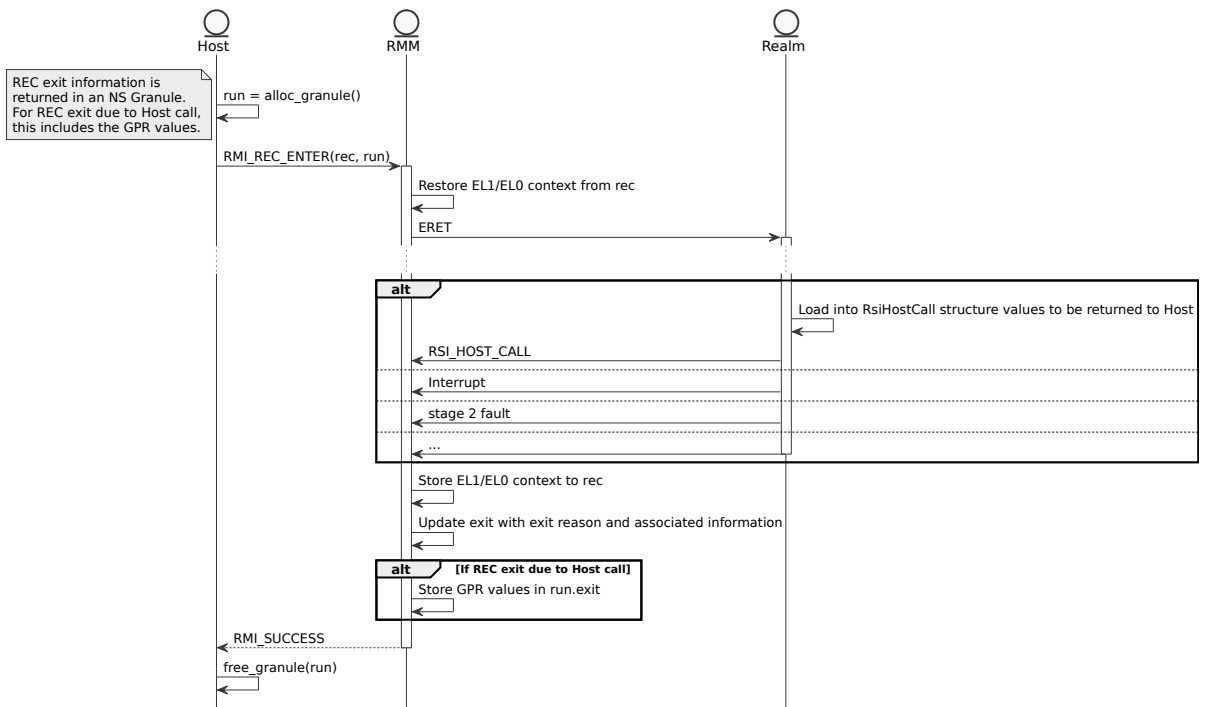 Host
RMM
Realm
REC exit information is
returned in an NS Granule.
For REC exit due to Host call,
this includes the GPR values.
run = alloc_granule()
RMI_REC_ENTER(rec, run)
Restore EL1/EL0 context from rec
ERET
alt
Load into RsiHostCall structure values to be returned to Host
RSI_HOST_CALL
Interrupt
stage 2 fault
...
Store EL1/EL0 context to rec
Update exit with exit reason and associated information
alt [If REC exit due to Host call]
Store GPR values in run.exit
RMI_SUCCESS
free_granule(run)